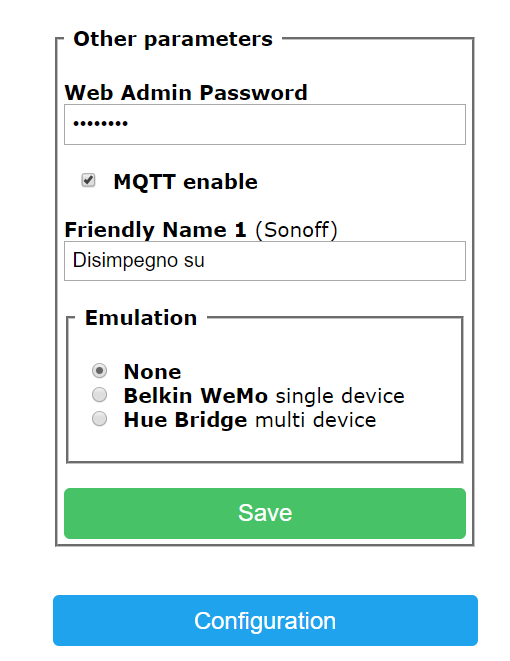 Other parameters
Web Admin Password
••••••••
MQTT enable
Friendly Name 1 (Sonoff)
Disimpegno su
Emulation
None
Belkin WeMo single device
Hue Bridge multi device
Save
Configuration